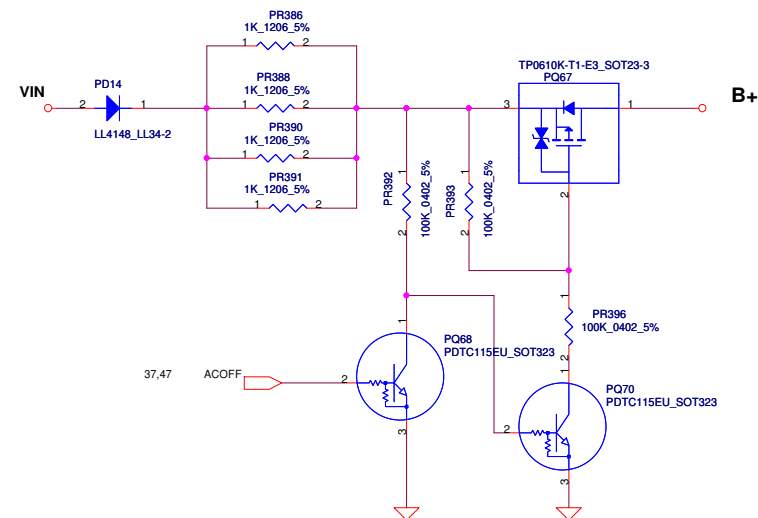 PR386
1K_1206_5%
1 2
TP0610K-T1-E3_SOT23-3
PQ67
VIN
PD14
2 1
LL4148_LL34-2
PR388
1K_1206_5%
1 2
3 1
B+
PR390
1K_1206_5%
1 2
PR391
1K_1206_5%
1 2
PR392
100K_0402_5%
1
2
PR393
100K_0402_5%
1
2
2
PR396
100K_0402_5%
1
2
PQ68
PDTC115EU_SOT323
1
2
3
37,47
ACOFF
PQ70
PDTC115EU_SOT323
1
2
3